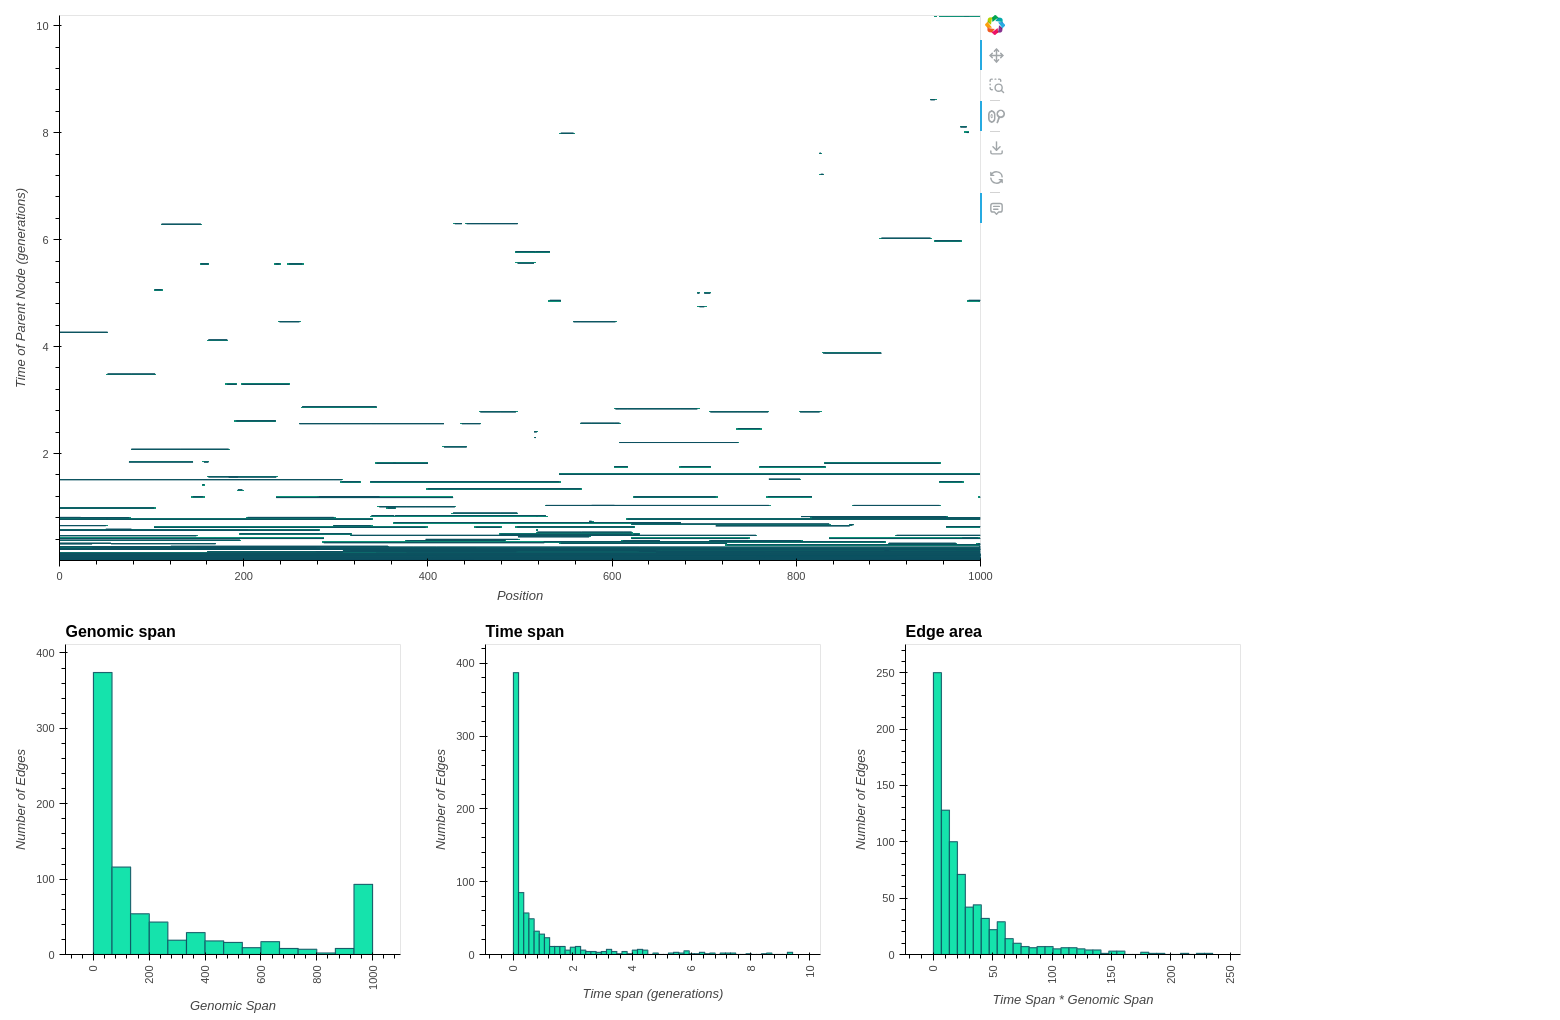 10
8
6
4
2
Time of Parent Node (generations)
0 200 400 600 800 1000
Position
Genomic span
400
300
200
100
0
Number of Edges
0 200 400 600 800 1000
Genomic Span
Time span
400
300
200
100
0
Number of Edges
0 2 4 6 8 10
Time span (generations)
Edge area
250
200
150
100
50
0
Number of Edges
0 50 100 150 200 250
Time Span * Genomic Span